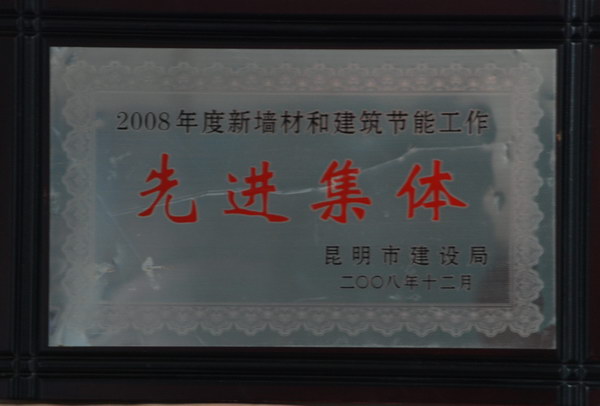 2008年度新墙材和建筑节能工作
先进集体
昆明市建设局
二〇〇八年十二月